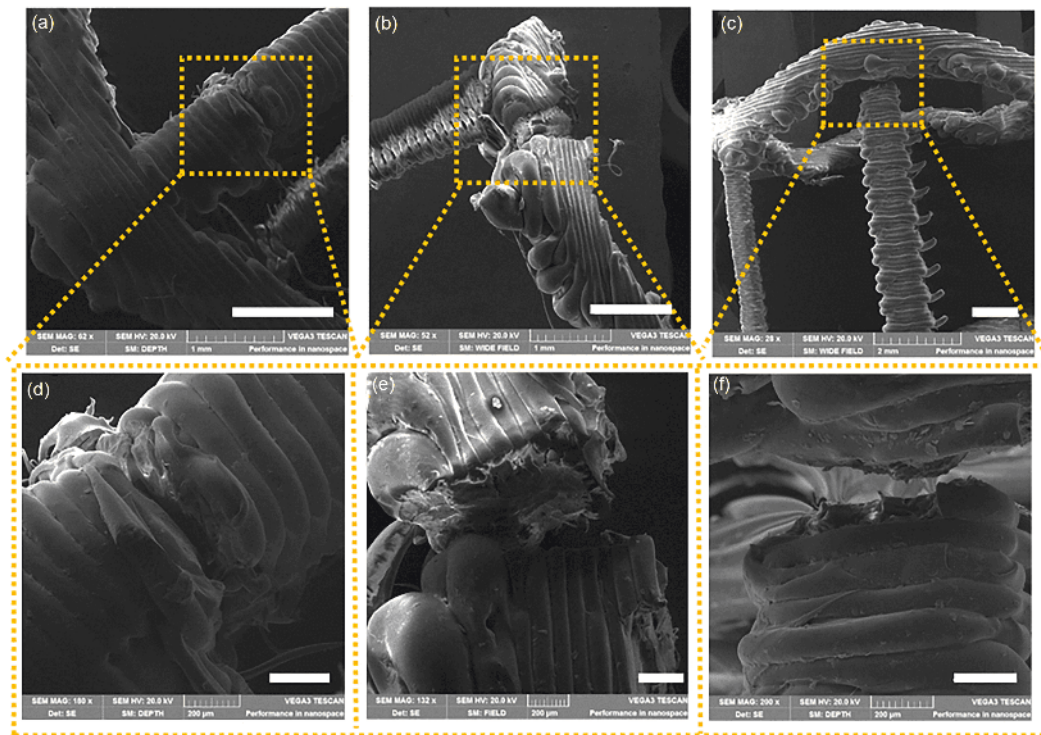 (a)
SEM MAG: 62 x
SEM HV: 20.0 kV
VEGA3 TESCAN
Det: SE
SM: DEPTH
1 mm
Performance in nanospace
(b)
SEM MAG: 52 x
SEM HV: 20.0 kV
VEGA3 TESCAN
Det: SE
SM: WIDE FIELD
1 mm
Performance in nanospace
(c)
SEM MAG: 28 x
SEM HV: 20.0 kV
VEGA3 TESCAN
Det: SE
SM: WIDE FIELD
2 mm
Performance in nanospace
(d)
SEM MAG: 180 x
SEM HV: 20.0 kV
VEGA3 TESCAN
Det: SE
SM: DEPTH
200 µm
Performance in nanospace
(e)
SEM MAG: 132 x
SEM HV: 20.0 kV
VEGA3 TESCAN
Det: SE
SM: FIELD
200 µm
Performance in nanospace
(f)
SEM MAG: 200 x
SEM HV: 20.0 kV
VEGA3 TESCAN
Det: SE
SM: DEPTH
200 µm
Performance in nanospace